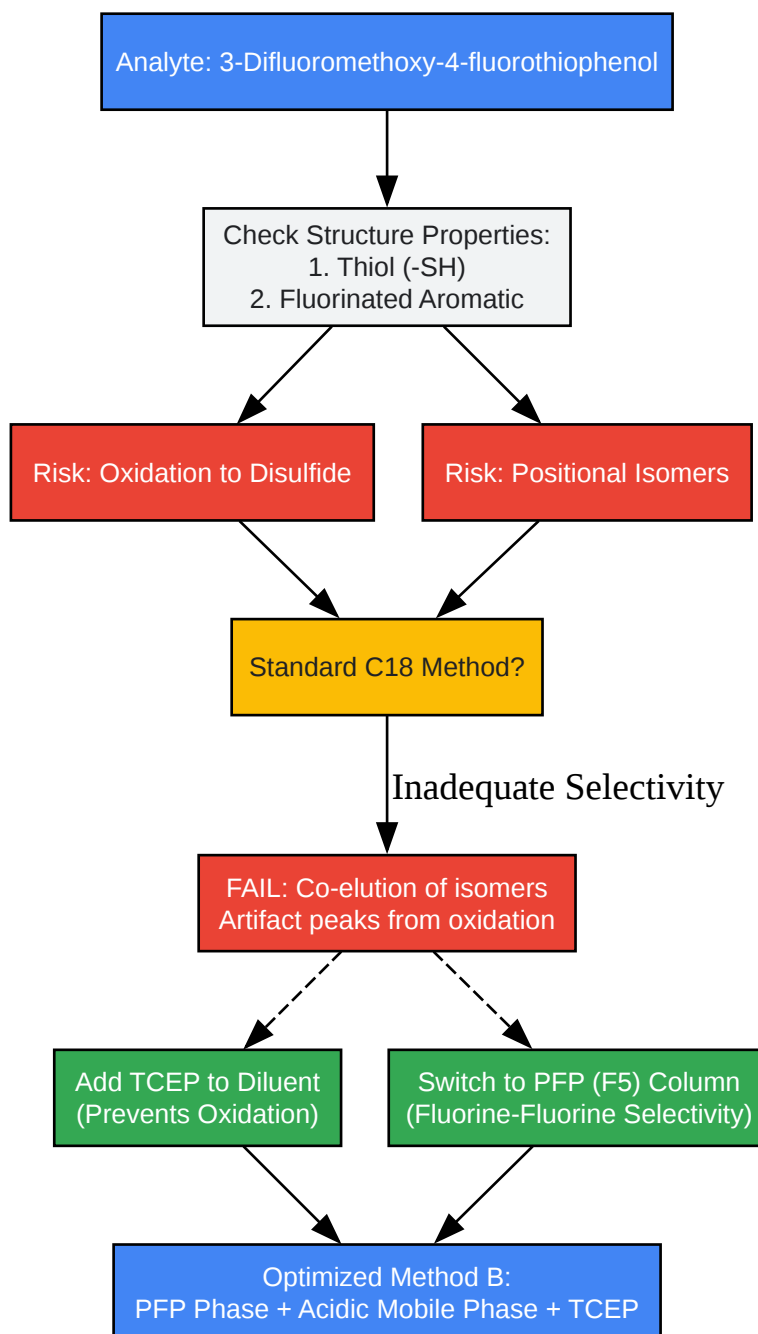 Analyte: 3-Difluoromethoxy-4-fluorothiophenol
Check Structure Properties:
1. Thiol (-SH)
2. Fluorinated Aromatic
Risk: Oxidation to Disulfide
Risk: Positional Isomers
Standard C18 Method?
Inadequate Selectivity
FAIL: Co-elution of isomers
Artifact peaks from oxidation
Add TCEP to Diluent
(Prevents Oxidation)
Switch to PFP (F5) Column
(Fluorine-Fluorine Selectivity)
Optimized Method B:
PFP Phase + Acidic Mobile Phase + TCEP